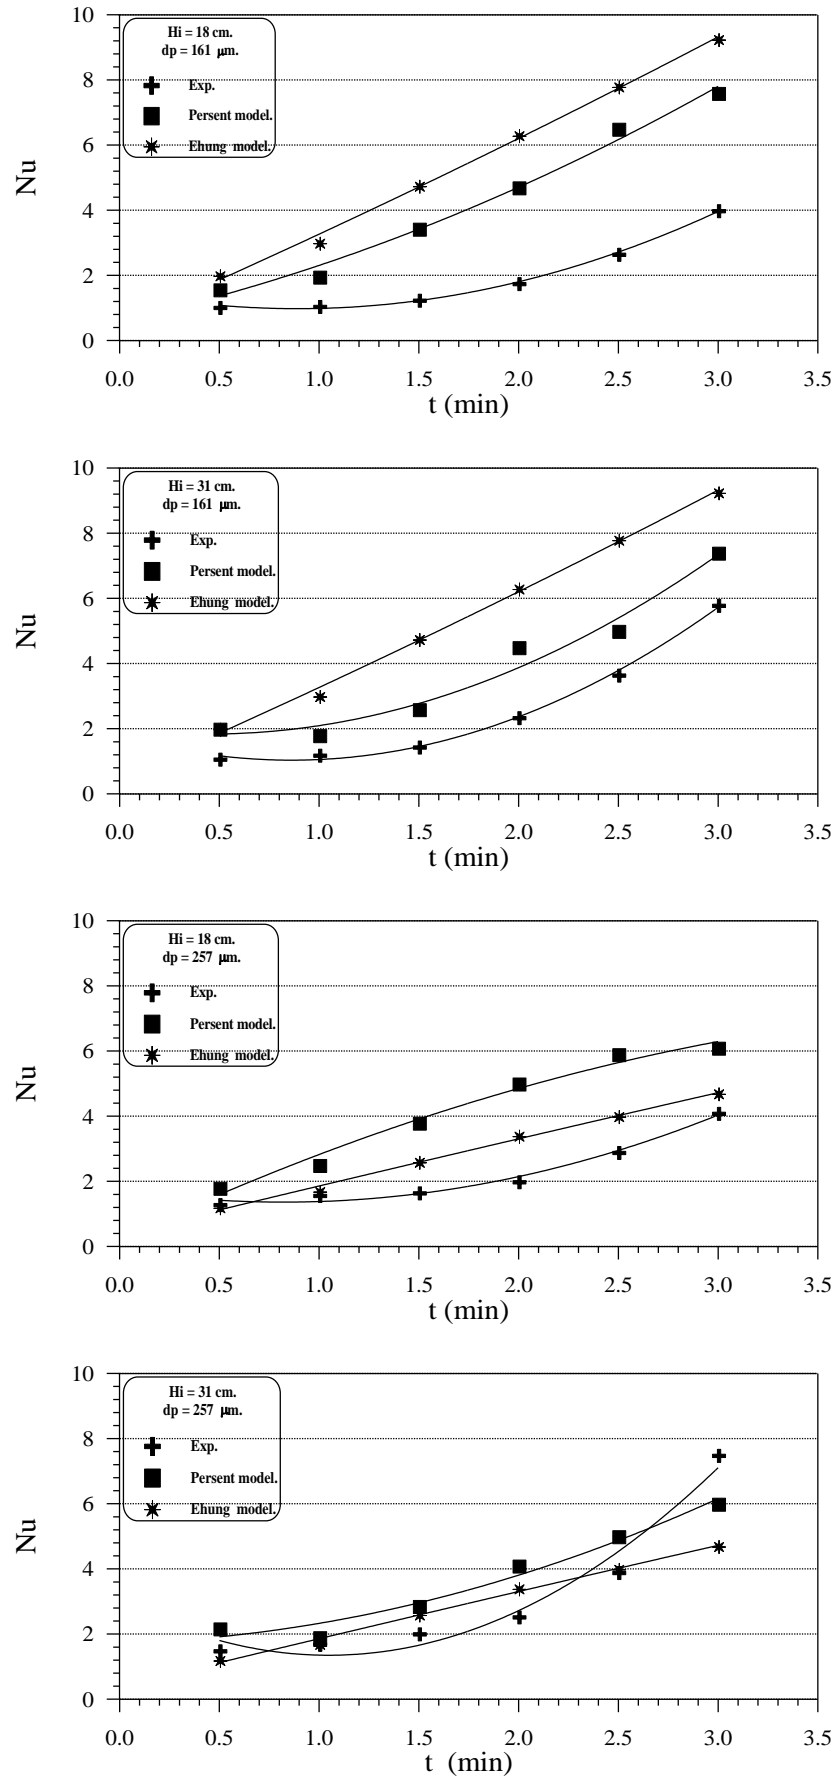 10
Hi = 18 cm.
dp = 161 μm.
8
Exp.
Persent model.
6
Ehung model.
Nu
4
2
0
0.0 0.5 1.0 1.5 2.0 2.5 3.0 3.5
t (min)
10
Hi = 31 cm.
dp = 161 μm.
8
Exp.
Persent model.
6
Ehung model.
Nu
4
2
0
0.0 0.5 1.0 1.5 2.0 2.5 3.0 3.5
t (min)
10
Hi = 18 cm.
dp = 257 μm.
8
Exp.
Persent model.
6
Ehung model.
Nu
4
2
0
0.0 0.5 1.0 1.5 2.0 2.5 3.0 3.5
t (min)
10
Hi = 31 cm.
dp = 257 μm.
8
Exp.
Persent model.
6
Ehung model.
Nu
4
2
0
0.0 0.5 1.0 1.5 2.0 2.5 3.0 3.5
t (min)